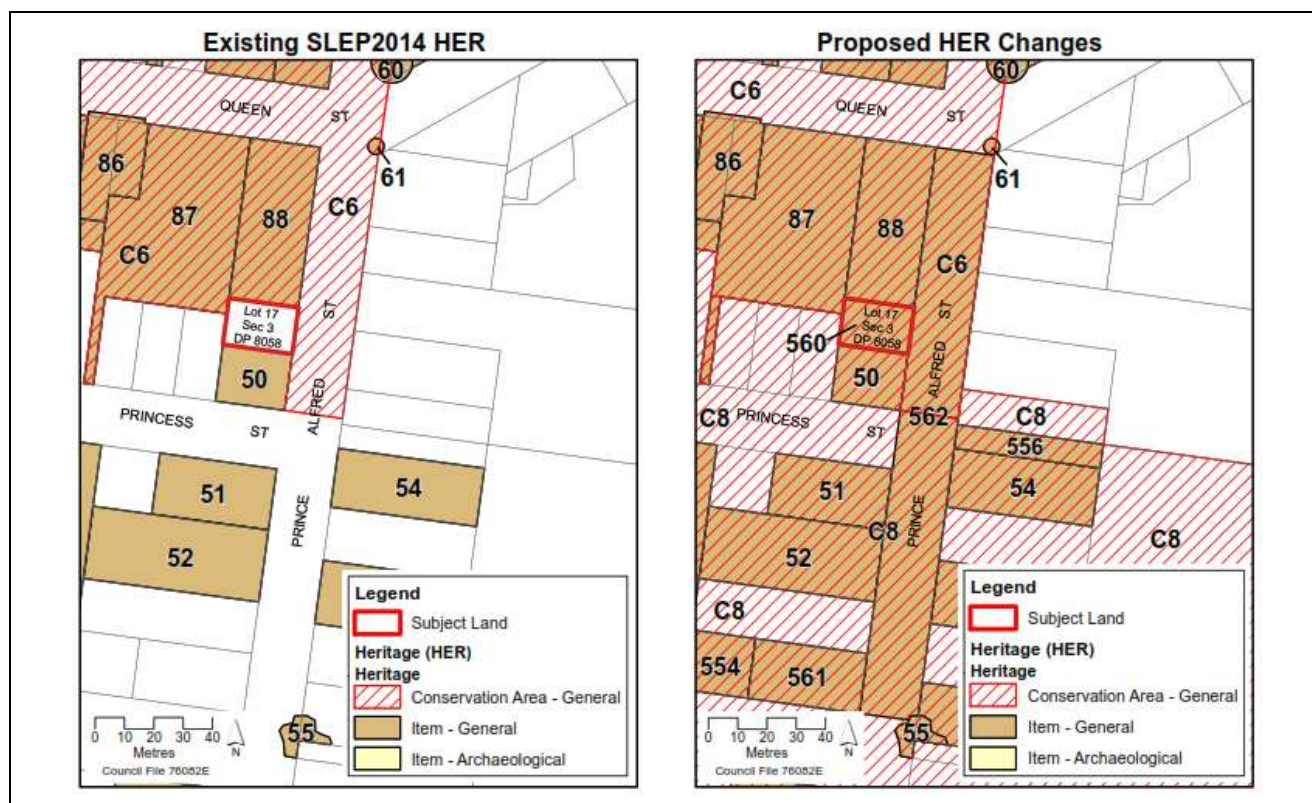 Existing SLEP2014 HER
60
QUEEN ST
86
61
87
88
C6
C6
Lot 17
Sec 3
DP 8058
50
PRINCESS ST
PRINCE ALFRED ST
51
54
52
55
Legend
Subject Land
Heritage (HER)
Heritage
Conservation Area - General
Item - General
Item - Archaeological
0 10 20 30 40
Metres
N
Council File 76082E
Proposed HER Changes
60
C6
QUEEN ST
86
61
87
88
C6
Lot 17
Sec 3
DP 8058
560
50
PRINCE ALFRED ST
C8
PRINCESS ST
562
C8
556
51
54
C8
52
C8
C8
554
561
55
Legend
Subject Land
Heritage (HER)
Heritage
Conservation Area - General
Item - General
Item - Archaeological
0 10 20 30 40
Metres
N
Council File 76082E